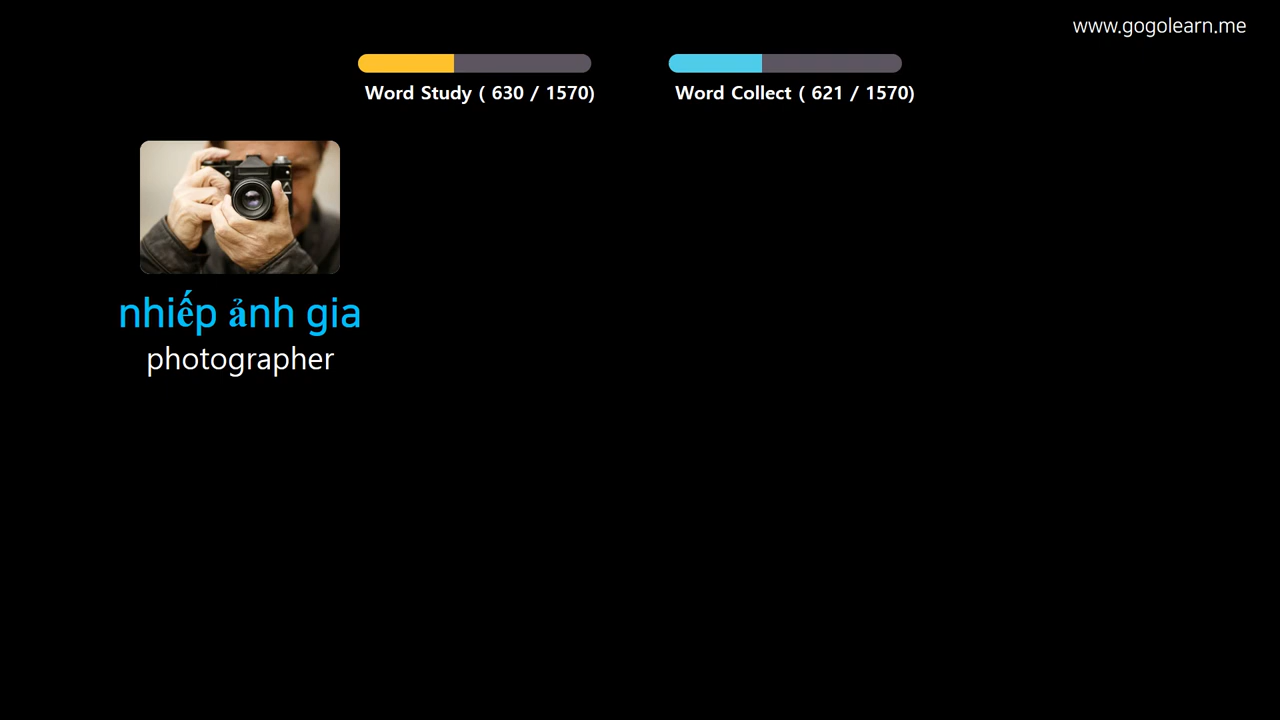 www.gogolearn.me
Word Study ( 630 / 1570)
Word Collect ( 621 / 1570)
nhiếp ảnh gia
photographer